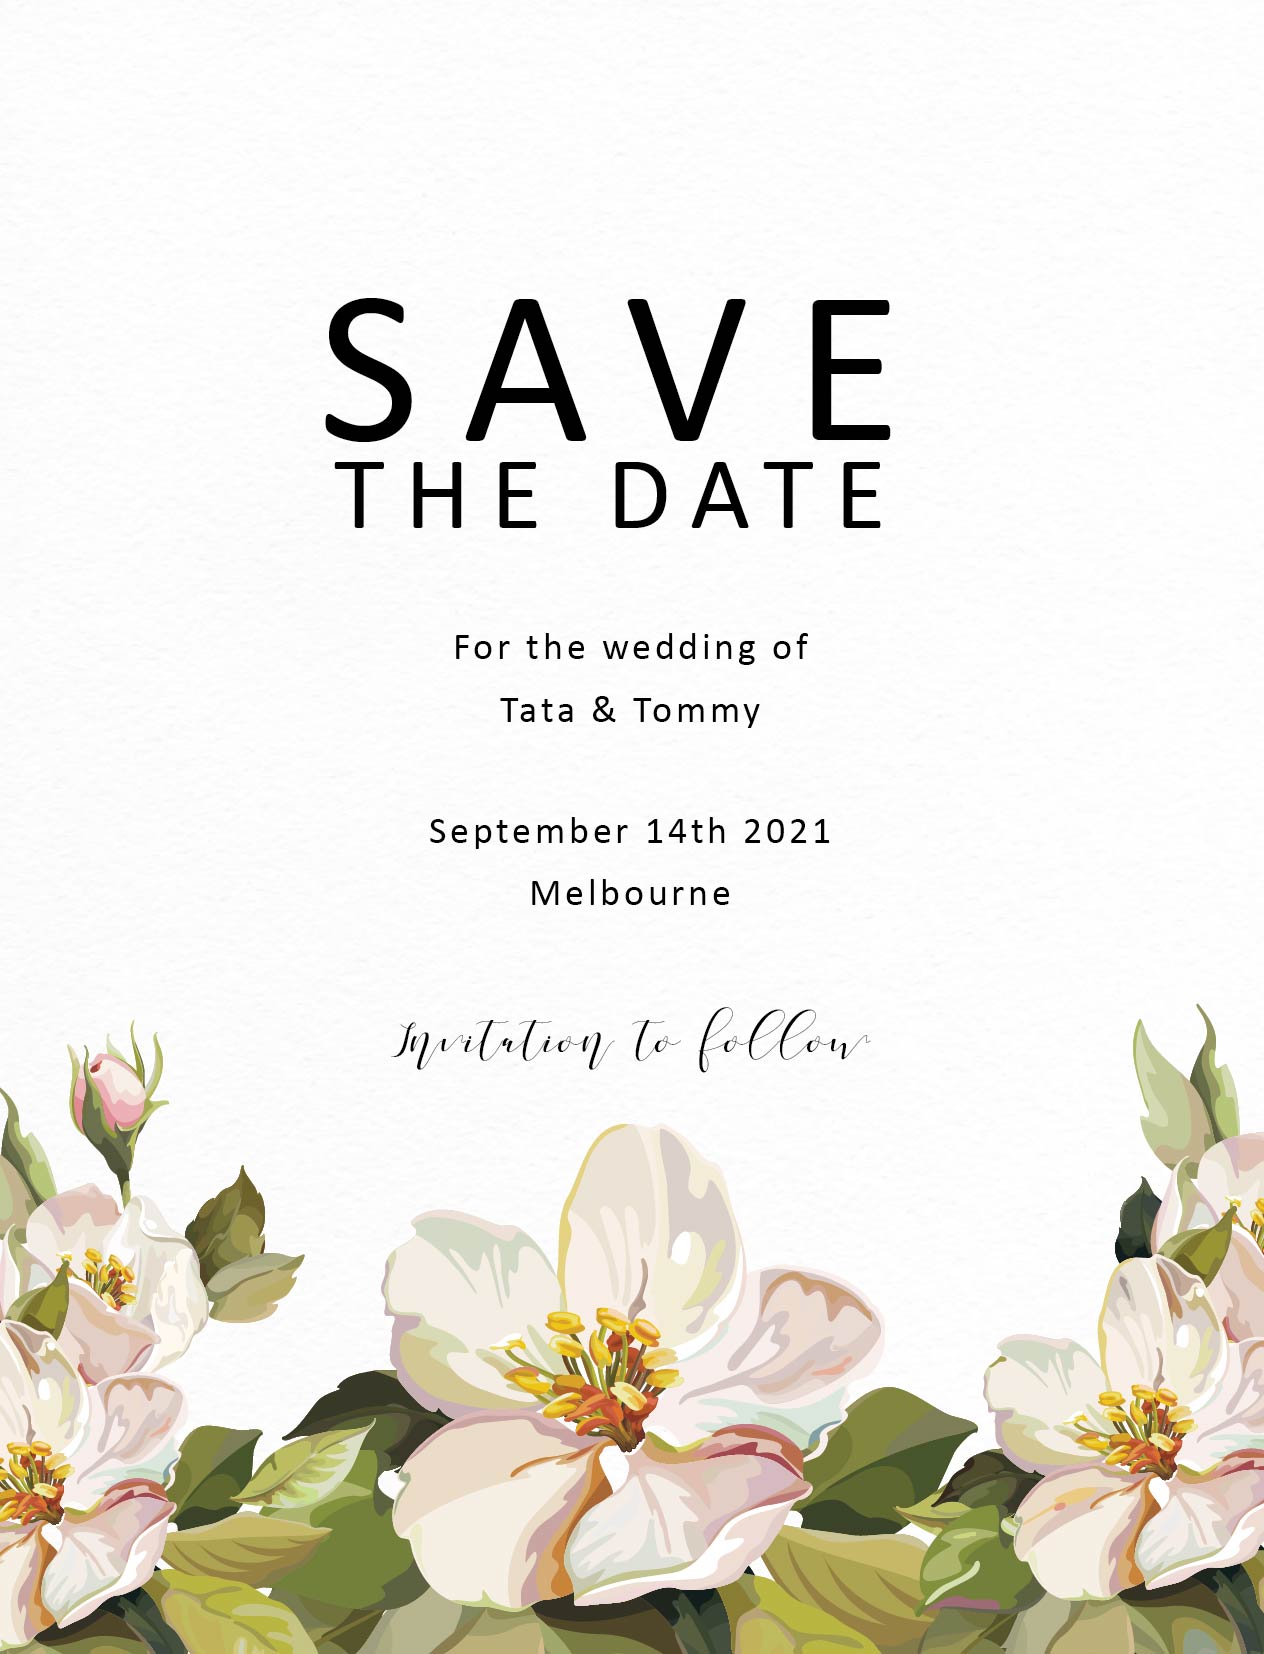 SAVE
THE DATE
For the wedding of
Tata & Tommy
September 14th 2021
Melbourne
Invitation to follow